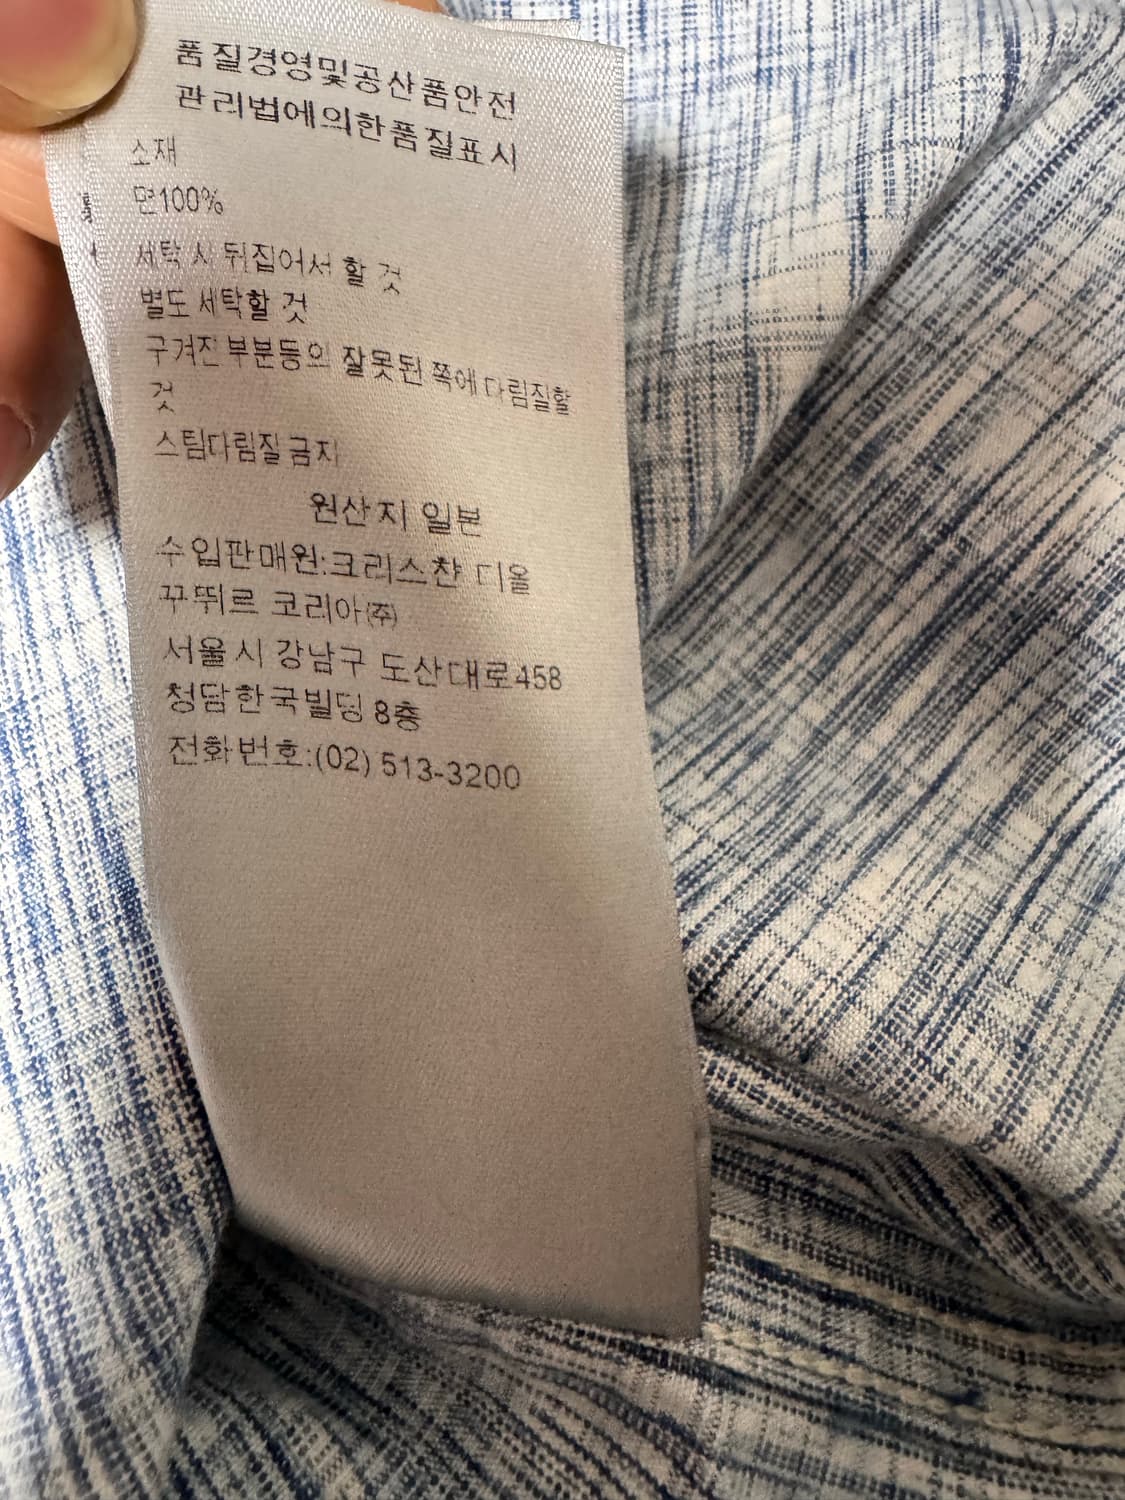 품질경영및공산품안전
관리법에의한품질표시
소재
면100%
세탁 시 뒤집어서 할 것
별도 세탁할 것
구겨진 부분등의 잘못된 쪽에 다림질할
것
스팀다림질 금지
원산지 일본
수입판매원:크리스챤 디올
꾸뛰르 코리아㈜
서울시 강남구 도산대로458
청담한국빌딩 8층
전화번호:(02) 513-3200